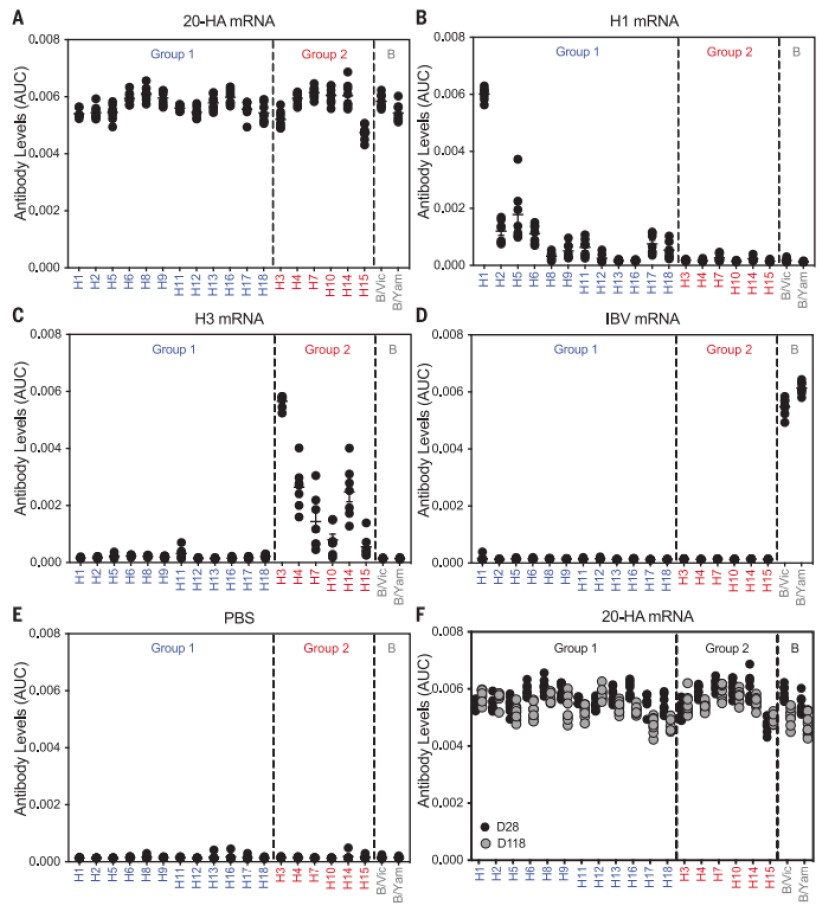 A
20-HA mRNA
Antibody Levels (AUC)
0.008
0.006
0.004
0.002
0.000
Group 1
Group 2
B
H1 H2 H5 H6 H8 H9 H11 H12 H13 H16 H17 H18 H3 H4 H7 H10 H14 H15 B/Vic B/Yam
B
H1 mRNA
Antibody Levels (AUC)
0.008
0.006
0.004
0.002
0.000
Group 1
Group 2
B
H1 H2 H5 H6 H8 H9 H11 H12 H13 H16 H17 H18 H3 H4 H7 H10 H14 H15 B/Vic B/Yam
C
H3 mRNA
Antibody Levels (AUC)
0.008
0.006
0.004
0.002
0.000
Group 1
Group 2
B
H1 H2 H5 H6 H8 H9 H11 H12 H13 H16 H17 H18 H3 H4 H7 H10 H14 H15 B/Vic B/Yam
D
IBV mRNA
Antibody Levels (AUC)
0.008
0.006
0.004
0.002
0.000
Group 1
Group 2
B
H1 H2 H5 H6 H8 H9 H11 H12 H13 H16 H17 H18 H3 H4 H7 H10 H14 H15 B/Vic B/Yam
E
PBS
Antibody Levels (AUC)
0.008
0.006
0.004
0.002
0.000
Group 1
Group 2
B
H1 H2 H5 H6 H8 H9 H11 H12 H13 H16 H17 H18 H3 H4 H7 H10 H14 H15 B/Vic B/Yam
F
20-HA mRNA
Antibody Levels (AUC)
0.008
0.006
0.004
0.002
0.000
Group 1
Group 2
B
D28
D118
H1 H2 H5 H6 H8 H9 H11 H12 H13 H16 H17 H18 H3 H4 H7 H10 H14 H15 B/Vic B/Yam